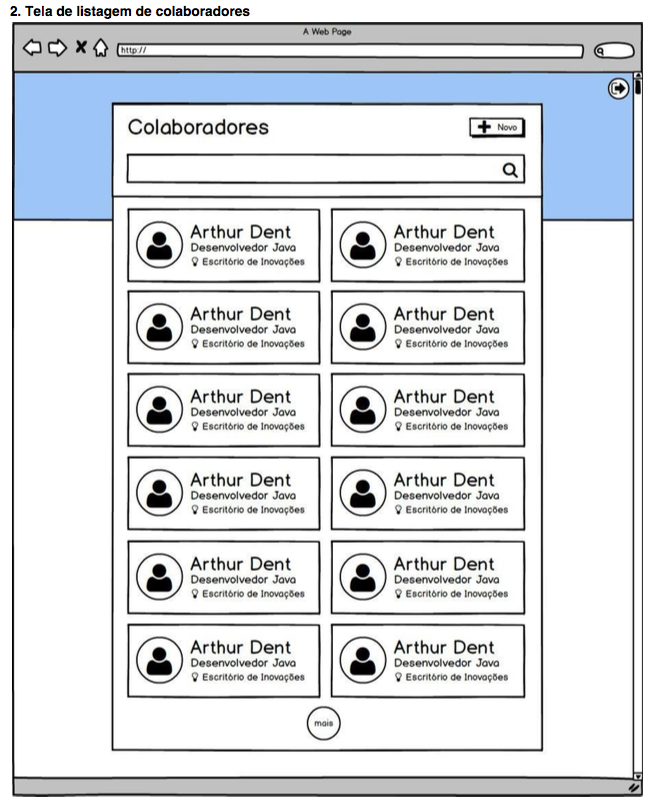 2. Tela de listagem de colaboradores
A Web Page
http://
Colaboradores
Novo
Arthur Dent
Desenvolvedor Java
Escritório de Inovações
Arthur Dent
Desenvolvedor Java
Escritório de Inovações
Arthur Dent
Desenvolvedor Java
Escritório de Inovações
Arthur Dent
Desenvolvedor Java
Escritório de Inovações
Arthur Dent
Desenvolvedor Java
Escritório de Inovações
Arthur Dent
Desenvolvedor Java
Escritório de Inovações
Arthur Dent
Desenvolvedor Java
Escritório de Inovações
Arthur Dent
Desenvolvedor Java
Escritório de Inovações
Arthur Dent
Desenvolvedor Java
Escritório de Inovações
Arthur Dent
Desenvolvedor Java
Escritório de Inovações
Arthur Dent
Desenvolvedor Java
Escritório de Inovações
Arthur Dent
Desenvolvedor Java
Escritório de Inovações
mais